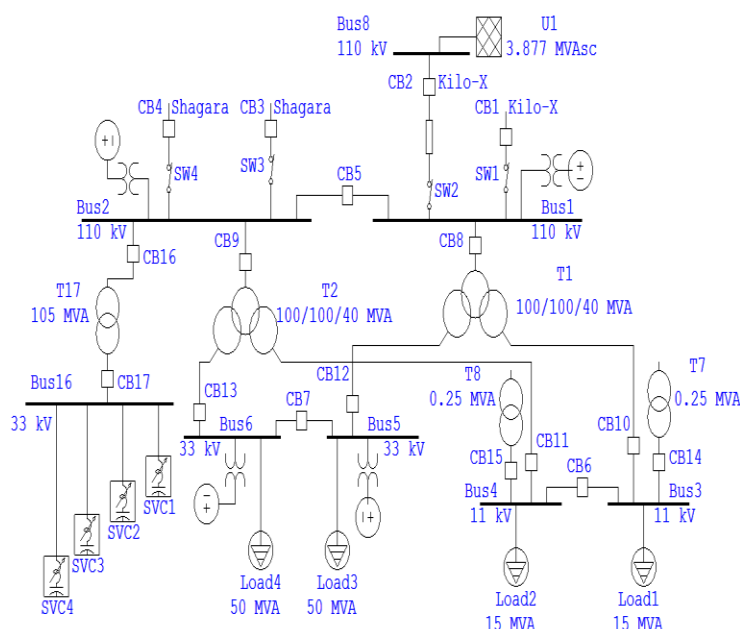 Bus8
U1
110 kV
3.877 MVAsc
CB2
Kilo-X
CB4
Shagara
CB3
Shagara
CB1
Kilo-X
SW4
SW3
SW2
SW1
CB5
Bus2
Bus1
110 kV
110 kV
CB16
CB9
CB8
T17
105 MVA
T2
100/100/40 MVA
T1
100/100/40 MVA
Bus16
CB17
33 kV
CB13
CB12
T8
0.25 MVA
T7
0.25 MVA
CB7
Bus6
Bus5
33 kV
33 kV
CB10
CB11
CB15
CB14
CB6
Bus4
Bus3
11 kV
11 kV
SVC1
SVC2
SVC3
SVC4
Load4
50 MVA
Load3
50 MVA
Load2
15 MVA
Load1
15 MVA